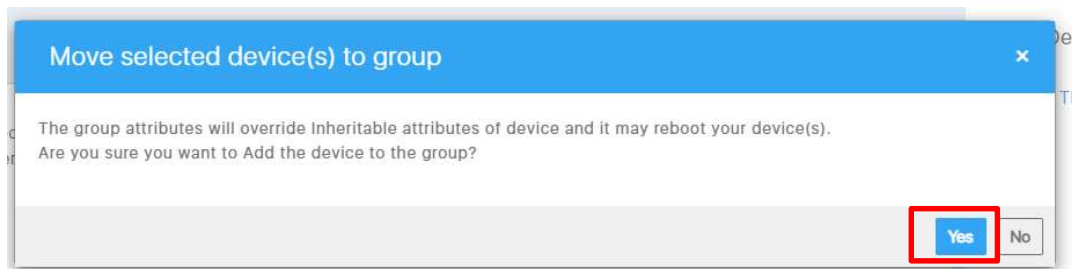 Move selected device(s) to group
×
The group attributes will override Inheritable attributes of device and it may reboot your device(s).
Are you sure you want to Add the device to the group?
Yes No